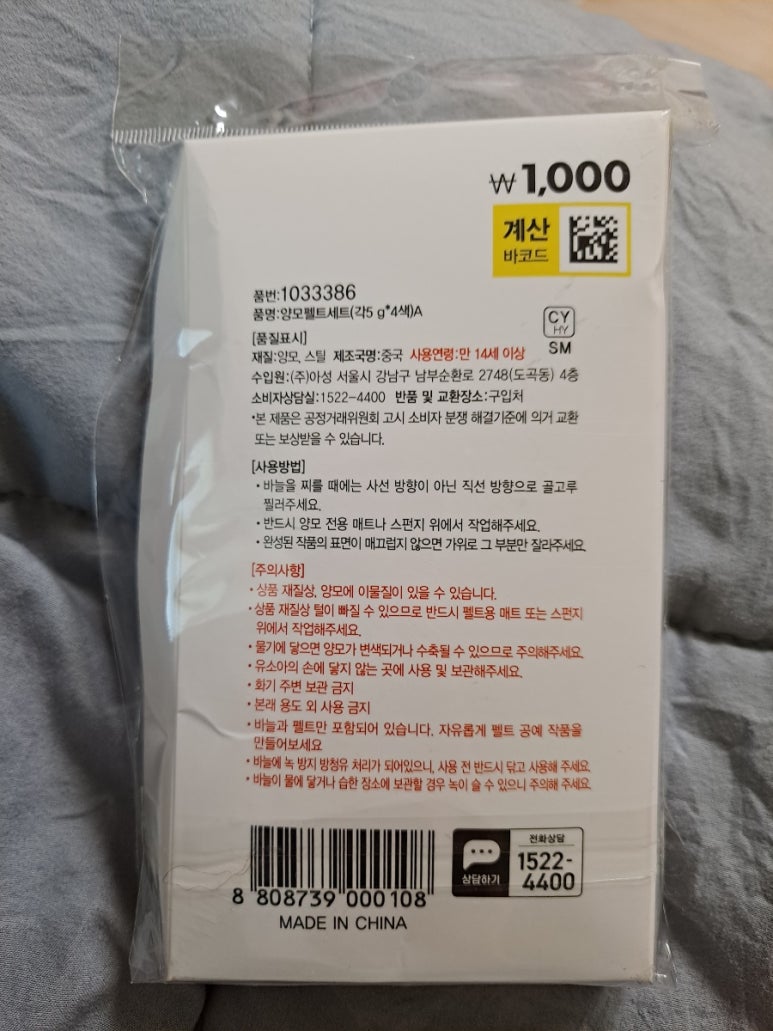 ₩1,000
계산
바코드
품번:1033386
품명:양모펠트세트(각5 g*4색)A
CY
HY
SM
[품질표시]
재질:양모, 스틸 제조국명:중국 사용연령:만 14세 이상
수입원:(주)아성 서울시 강남구 남부순환로 2748(도곡동) 4층
소비자상담실:1522-4400 반품 및 교환장소:구입처
•본 제품은 공정거래위원회 고시 소비자 분쟁 해결기준에 의거 교환
또는 보상받을 수 있습니다.
[사용방법]
• 바늘을 찌를 때에는 사선 방향이 아닌 직선 방향으로 골고루
찔러주세요.
• 반드시 양모 전용 매트나 스펀지 위에서 작업해주세요.
• 완성된 작품의 표면이 매끄럽지 않으면 가위로 그 부분만 잘라주세요.
[주의사항]
• 상품 재질상, 양모에 이물질이 있을 수 있습니다.
• 상품 재질상 털이 빠질 수 있으므로 반드시 펠트용 매트 또는 스펀지
위에서 작업해주세요.
• 물기에 닿으면 양모가 변색되거나 수축될 수 있으므로 주의해주세요.
• 유소아의 손에 닿지 않는 곳에 사용 및 보관해주세요.
• 화기 주변 보관 금지
• 본래 용도 외 사용 금지
• 바늘과 펠트만 포함되어 있습니다. 자유롭게 펠트 공예 작품을
만들어보세요
• 바늘에 녹 방지 방청유 처리가 되어있으니, 사용 전 반드시 닦고 사용해 주세요.
• 바늘이 물에 닿거나 습한 장소에 보관할 경우 녹이 슬 수 있으니 주의해 주세요.
8 808739 000108
MADE IN CHINA
상담하기
전화상담
1522-
4400